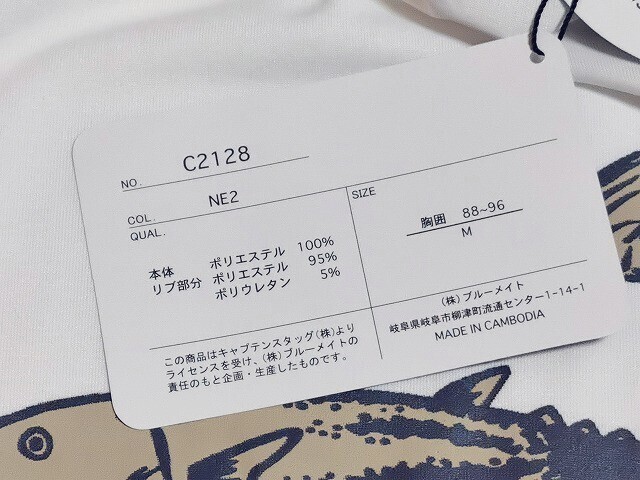 NO. C2128
COL. NE2
QUAL.
本体 ポリエステル 100%
リブ部分 ポリエステル 95%
ポリウレタン 5%
SIZE
胸囲 88~96
M
この商品はキャプテンスタッグ(株)より
ライセンスを受け、(株)ブルーメイトの
責任のもと企画・生産したものです。
(株)ブルーメイト
岐阜県岐阜市柳津町流通センター1-14-1
MADE IN CAMBODIA